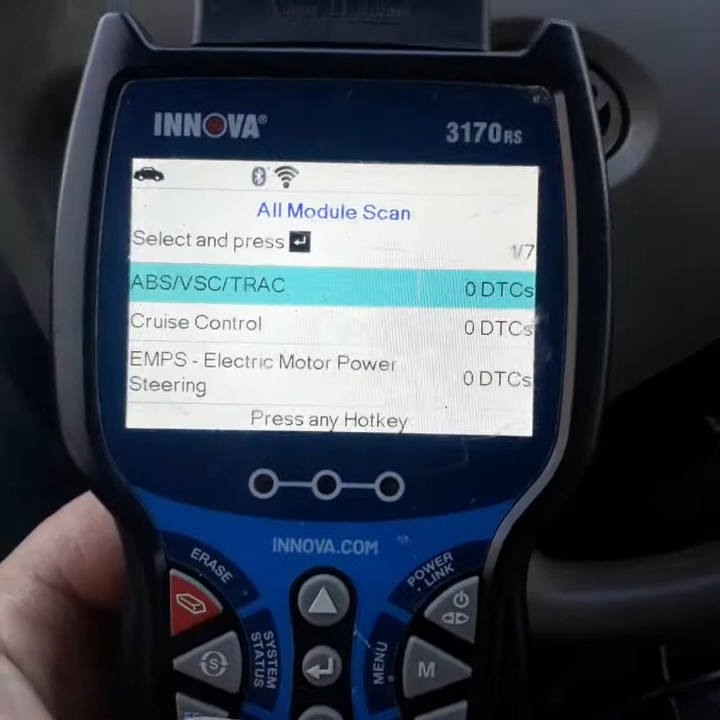 INNOVA®
3170RS
All Module Scan
Select and press
1/7
ABS/VSC/TRAC 0 DTCs
Cruise Control 0 DTCs
EMPS - Electric Motor Power
Steering 0 DTCs
Press any Hotkey
INNOVA.COM
ERASE
POWER
LINK
SYSTEM
STATUS
MENU
S
M